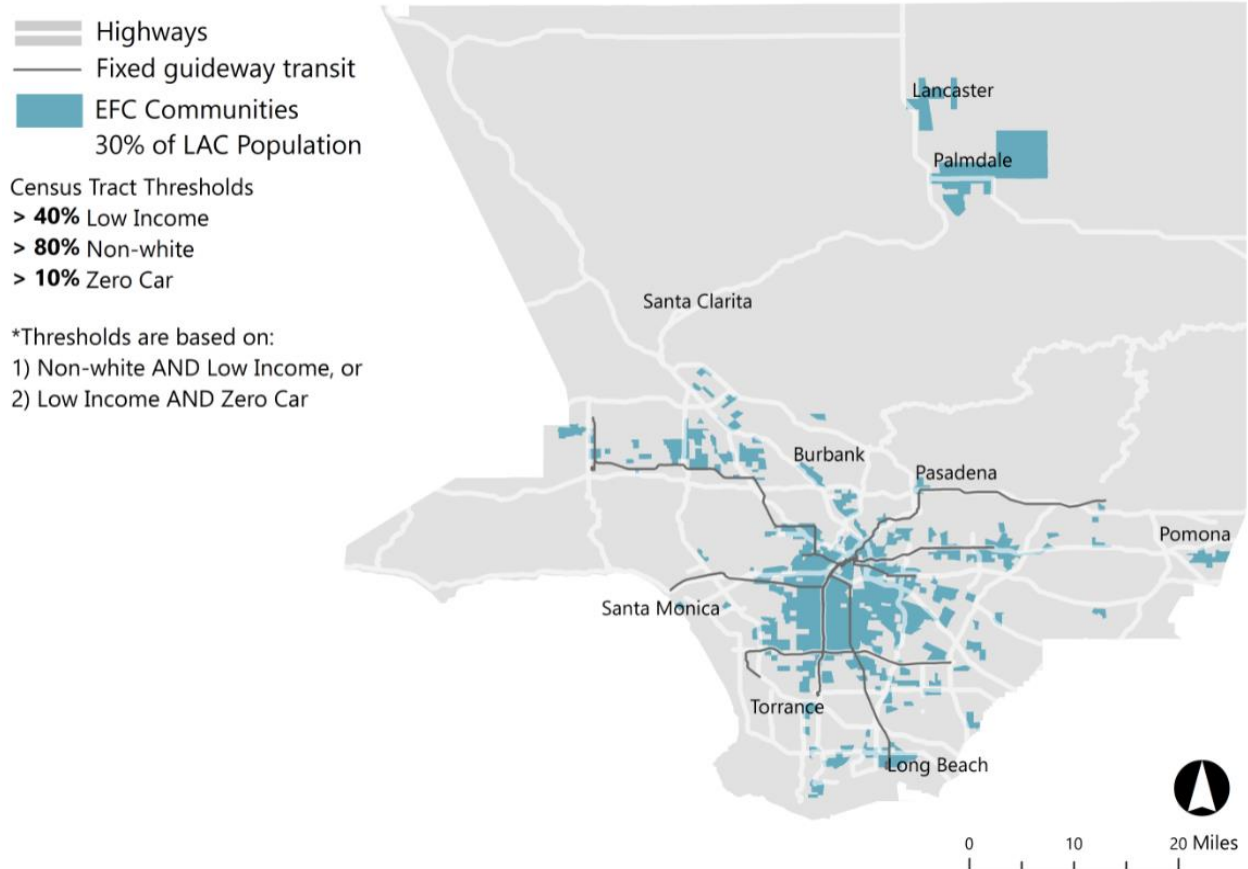 Highways
Fixed guideway transit
EFC Communities
30% of LAC Population
Census Tract Thresholds
> 40% Low Income
> 80% Non-white
> 10% Zero Car
*Thresholds are based on:
1) Non-white AND Low Income, or
2) Low Income AND Zero Car
Lancaster
Palmdale
Santa Clarita
Burbank
Pasadena
Pomona
Santa Monica
Torrance
Long Beach
0 10 20 Miles